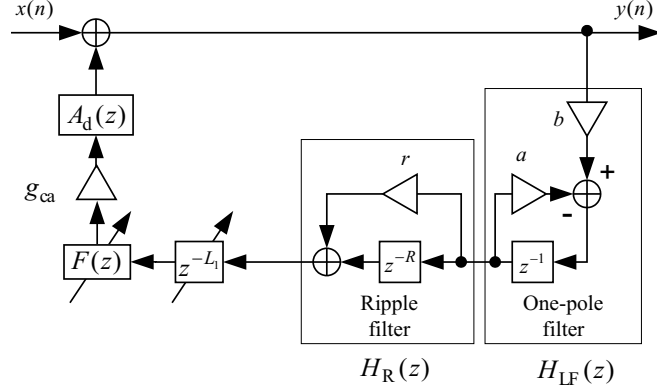 x(n)
y(n)
A_d(z)
b
r
a
+
-
g_ca
F(z)
z^{-L_1}
z^{-R}
z^{-1}
Ripple
filter
One-pole
filter
H_R(z)
H_LF(z)